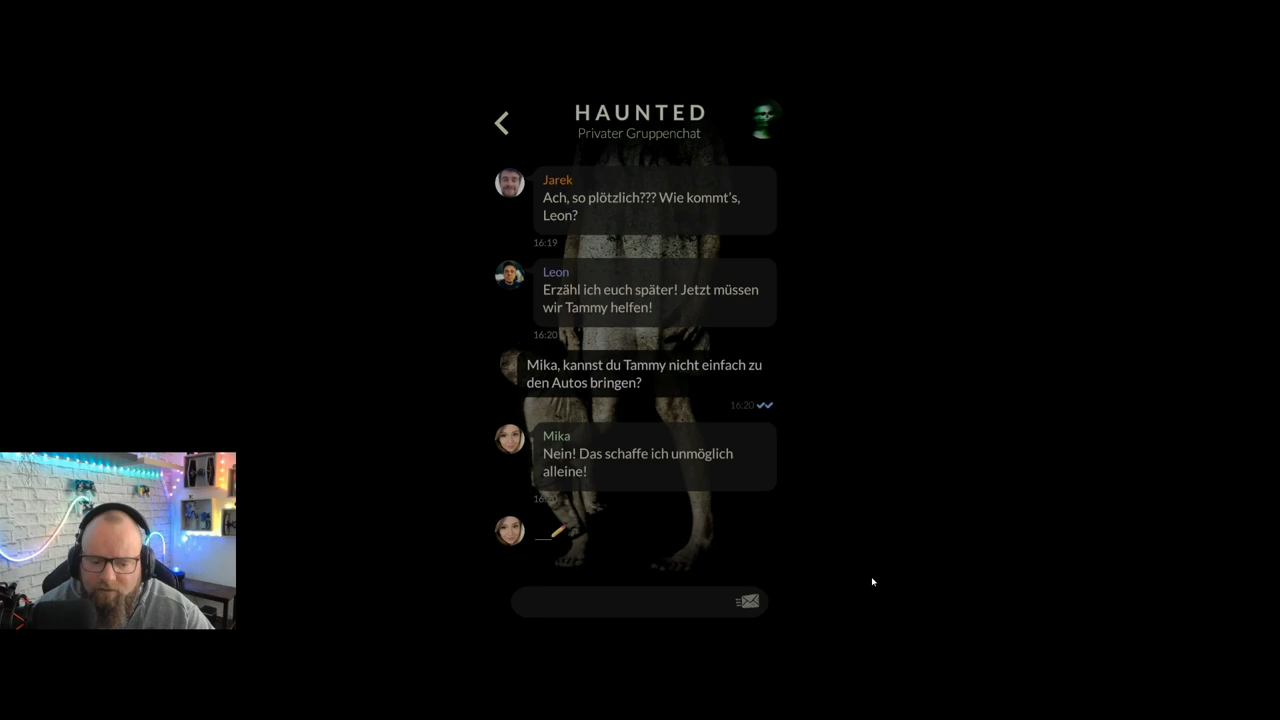 HAUNTED
Privater Gruppenchat
Jarek
Ach, so plötzlich??? Wie kommt's,
Leon?
16:19
Leon
Erzähl ich euch später! Jetzt müssen
wir Tammy helfen!
16:20
Mika, kannst du Tammy nicht einfach zu
den Autos bringen?
16:20
Mika
Nein! Das schaffe ich unmöglich
alleine!
16:20